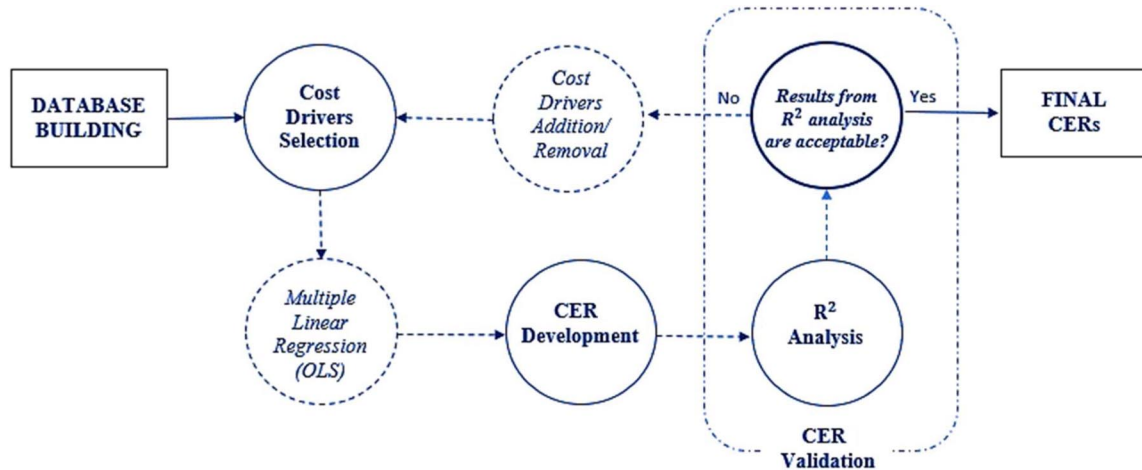 DATABASE
BUILDING
Cost
Drivers
Selection
Cost
Drivers
Addition/
Removal
No
Results from
R² analysis
are acceptable?
Yes
FINAL
CERs
Multiple
Linear
Regression
(OLS)
CER
Development
R²
Analysis
CER
Validation